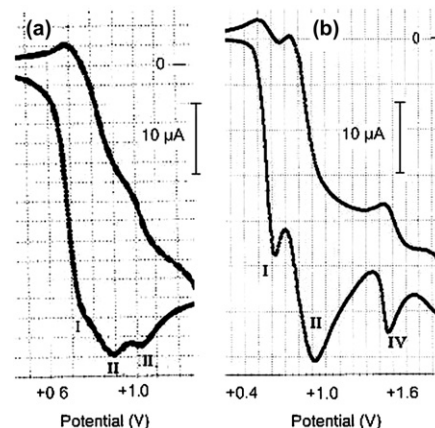 (a)
0
10 µA
I
II
II
+0 6 +1.0
Potential (V)
(b)
0
10 µA
I
II
IV
+0.4 +1.0 +1.6
Potential (V)